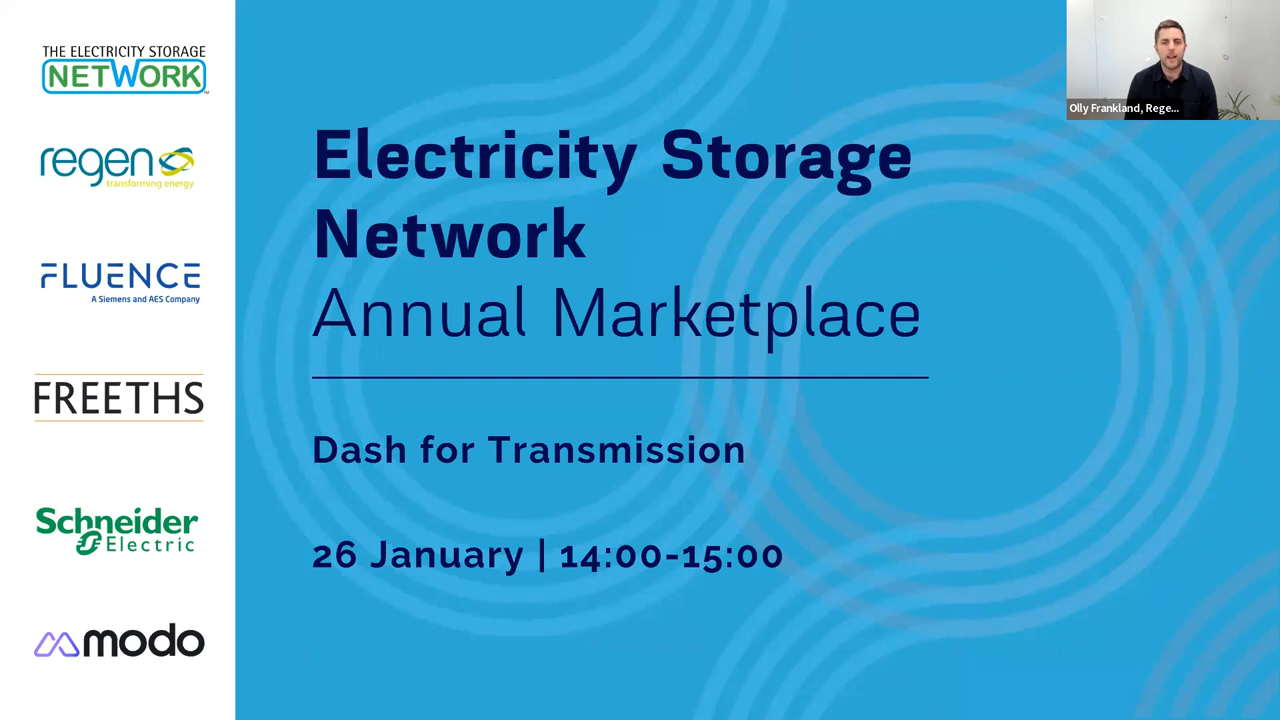 THE ELECTRICITY STORAGE
NETWORK
regen
transforming energy
FLUENCE
A Siemens and AES Company
FREETHS
Schneider
Electric
modo
Electricity Storage
Network
Annual Marketplace
Dash for Transmission
26 January | 14:00-15:00
Olly Frankland, Rege...